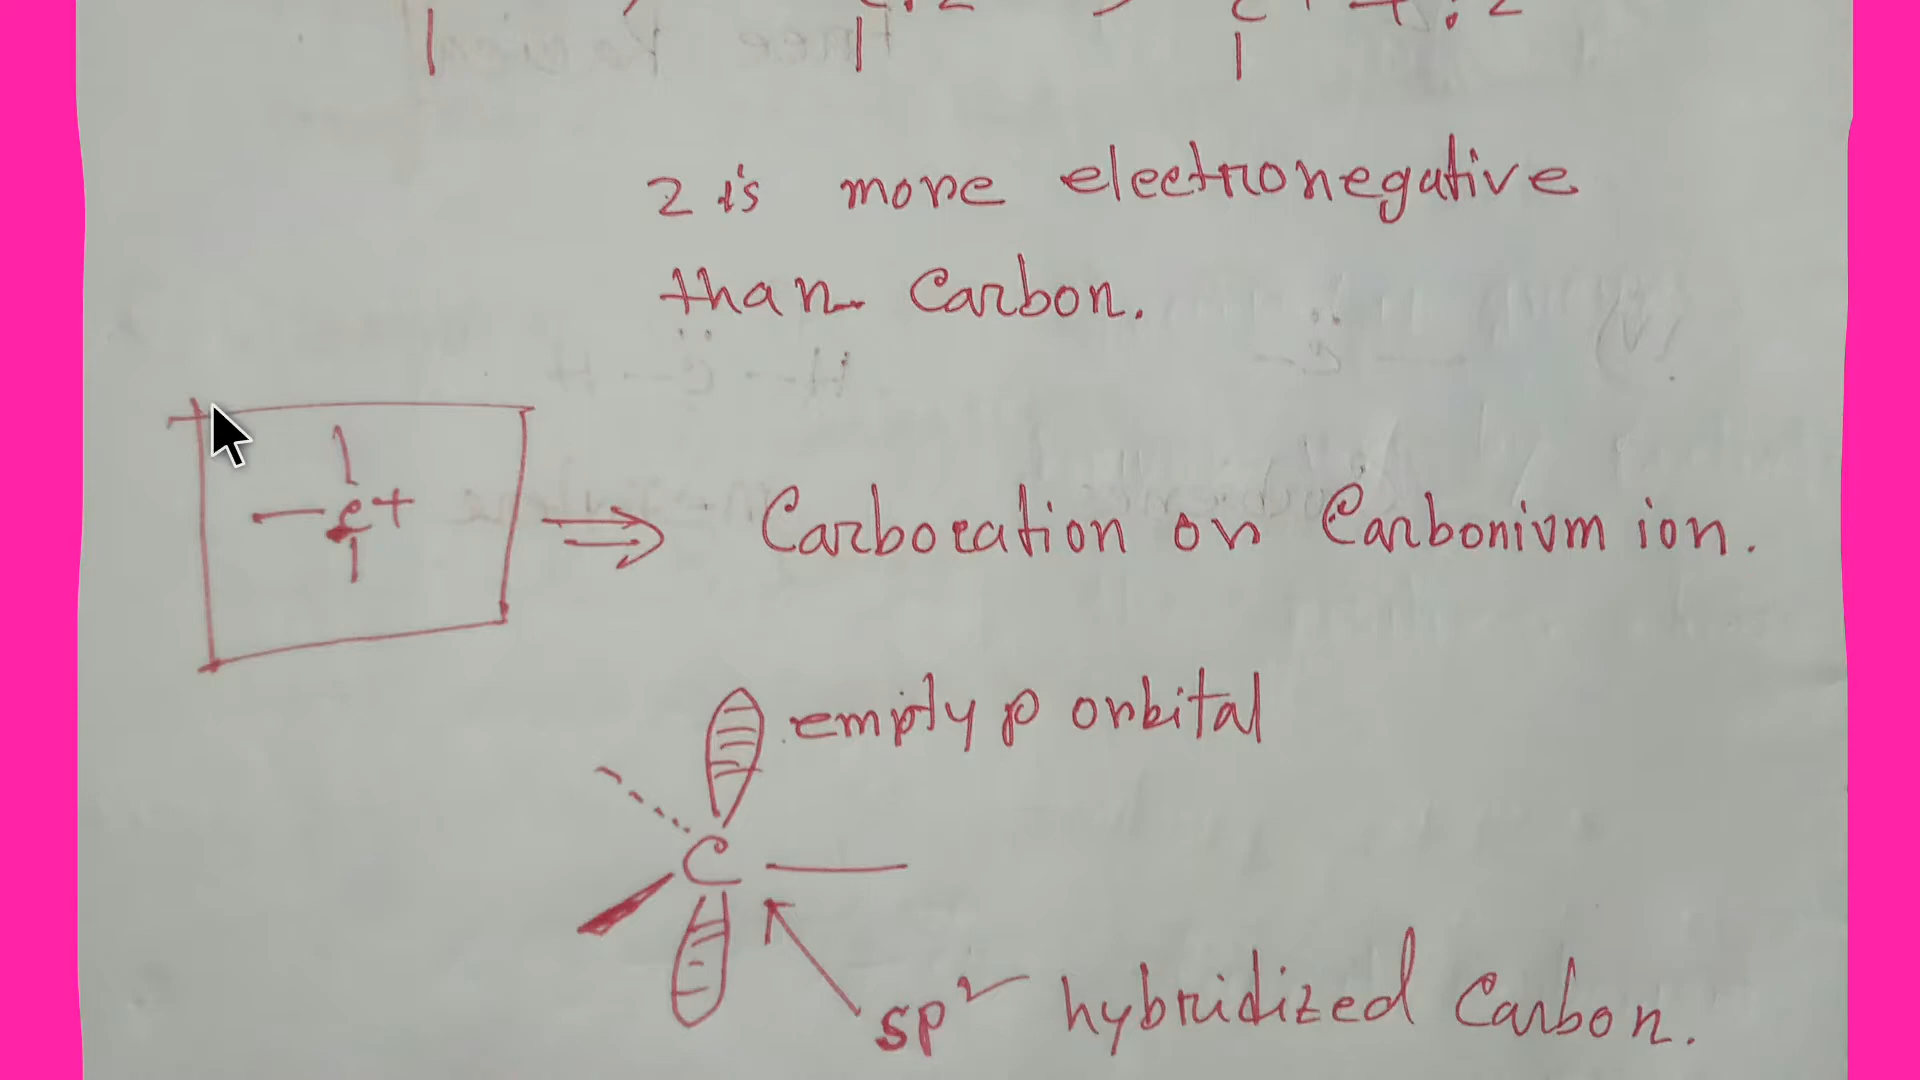 Z is more electronegative
than Carbon.
C+ ⇒ Carbocation or Carbonium ion.
empty p orbital
C
sp² hybridized Carbon.